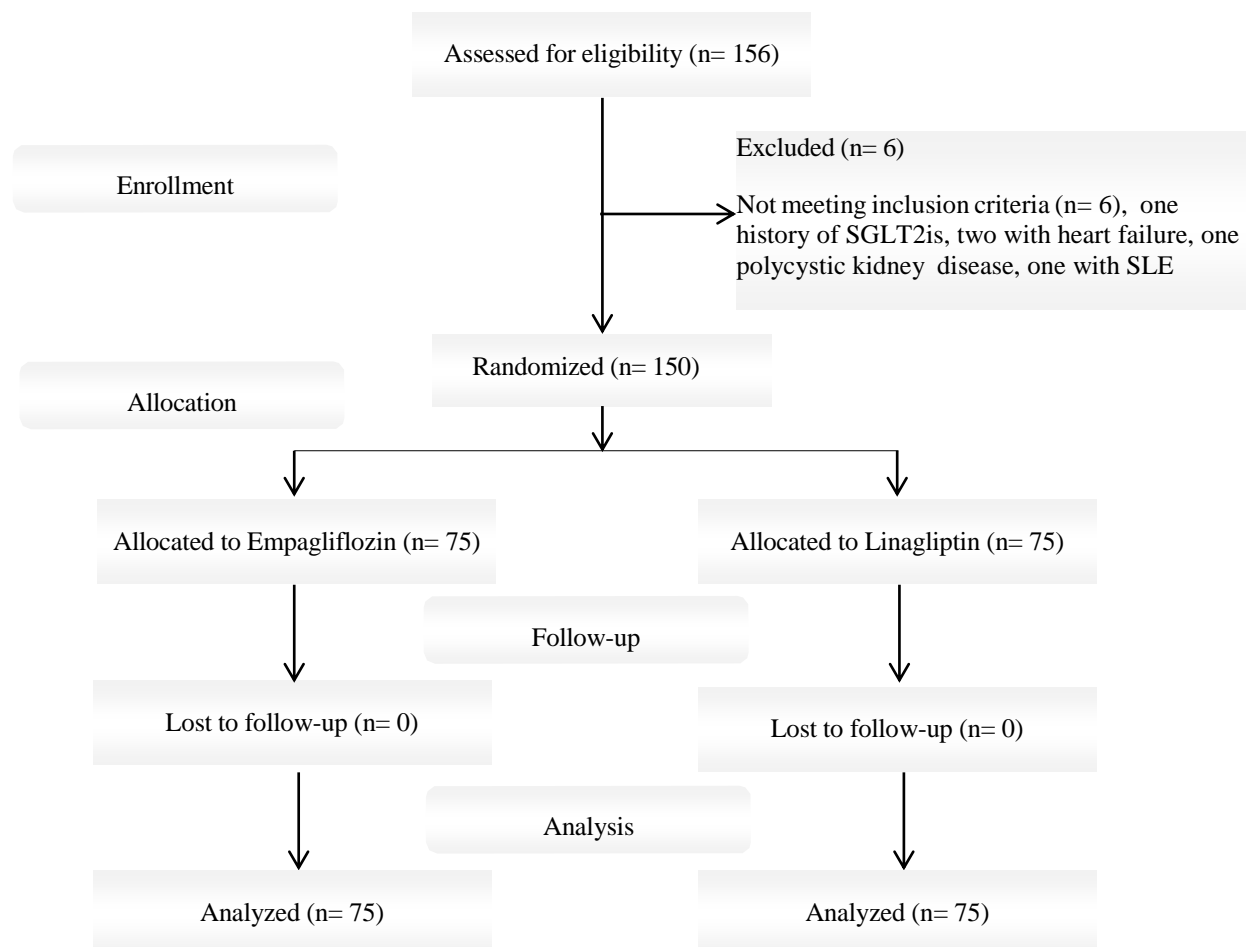 Assessed for eligibility (n= 156)
Excluded (n= 6)
Not meeting inclusion criteria (n= 6), one
history of SGLT2is, two with heart failure, one
polycystic kidney disease, one with SLE
Enrollment
Randomized (n= 150)
Allocation
Allocated to Empagliflozin (n= 75)
Allocated to Linagliptin (n= 75)
Follow-up
Lost to follow-up (n= 0)
Lost to follow-up (n= 0)
Analysis
Analyzed (n= 75)
Analyzed (n= 75)